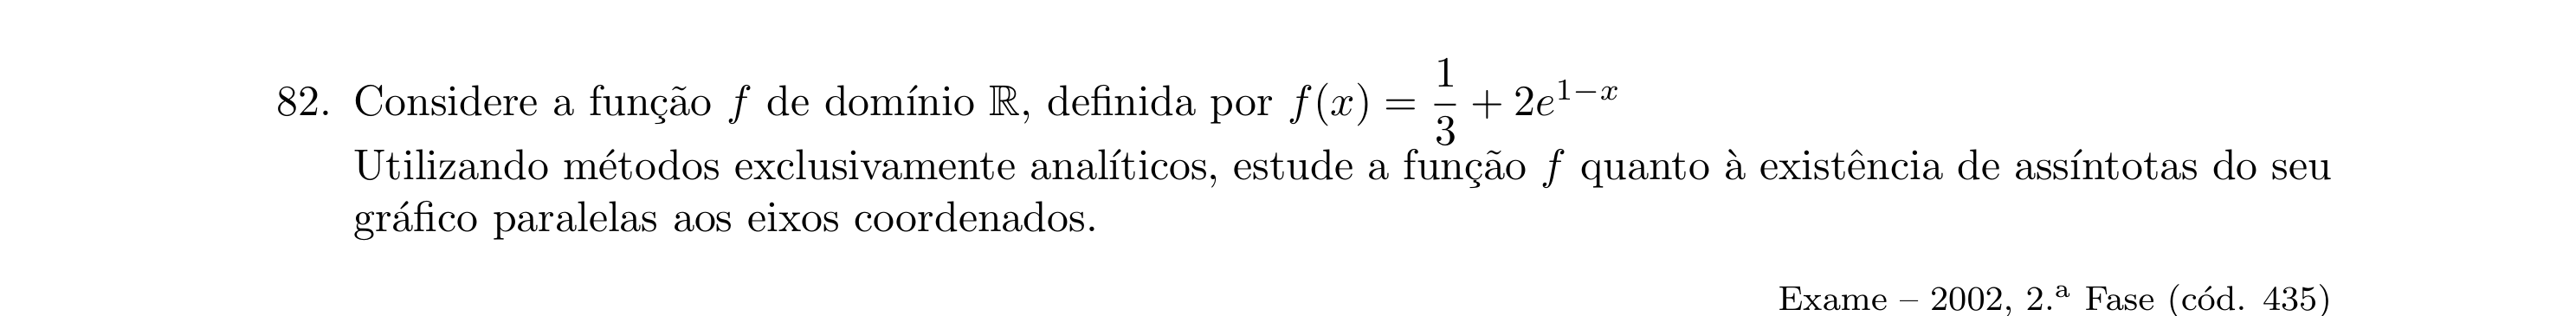 82. Considere a função f de domínio ℝ, definida por f(x) = 1/3 + 2e^{1−x}
Utilizando métodos exclusivamente analíticos, estude a função f quanto à existência de assíntotas do seu
gráfico paralelas aos eixos coordenados.
Exame – 2002, 2.ª Fase (cód. 435)